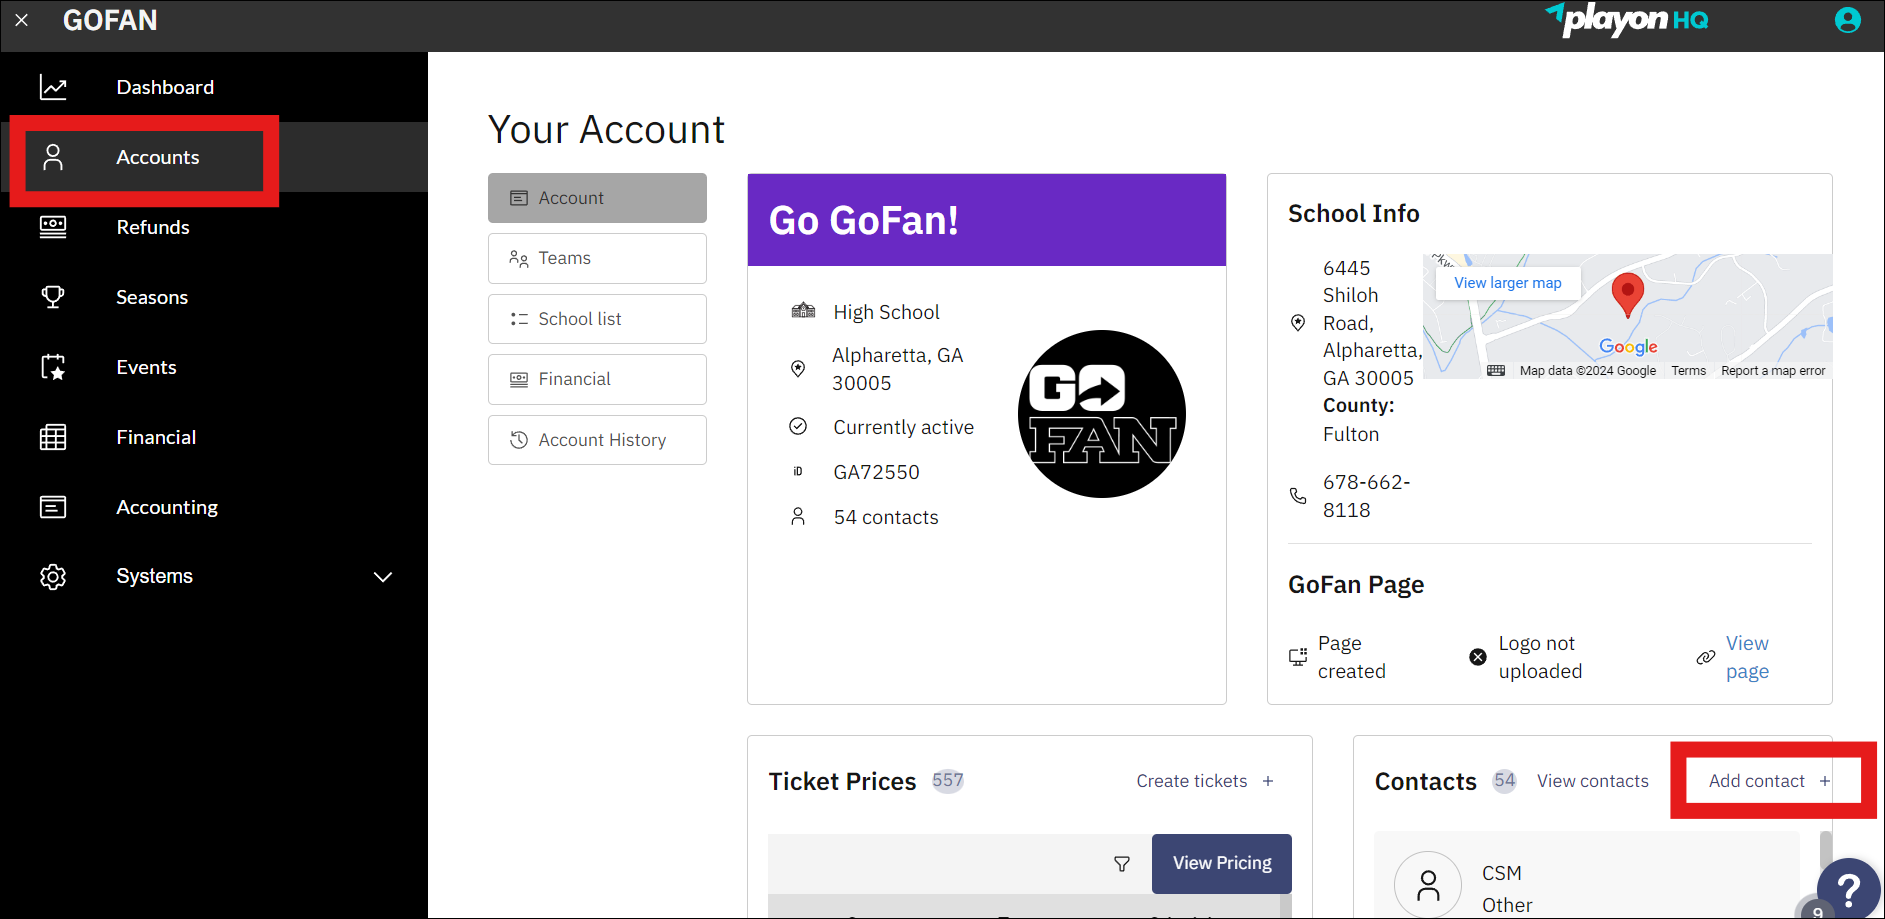 GOFAN
playon HQ
Dashboard
Accounts
Refunds
Seasons
Events
Financial
Accounting
Systems
Your Account
Account
Teams
School list
Financial
Account History
Go GoFan!
High School
Alpharetta, GA
30005
Currently active
iD
GA72550
54 contacts
GO
FAN
School Info
6445
Shiloh
Road,
Alpharetta,
GA 30005
County:
Fulton
View larger map
Google
Map data ©2024 Google
Terms
Report a map error
678-662-
8118
GoFan Page
Page
created
Logo not
uploaded
View
page
Ticket Prices 557
Create tickets +
View Pricing
Contacts 54
View contacts
Add contact +
CSM
Other
?
9